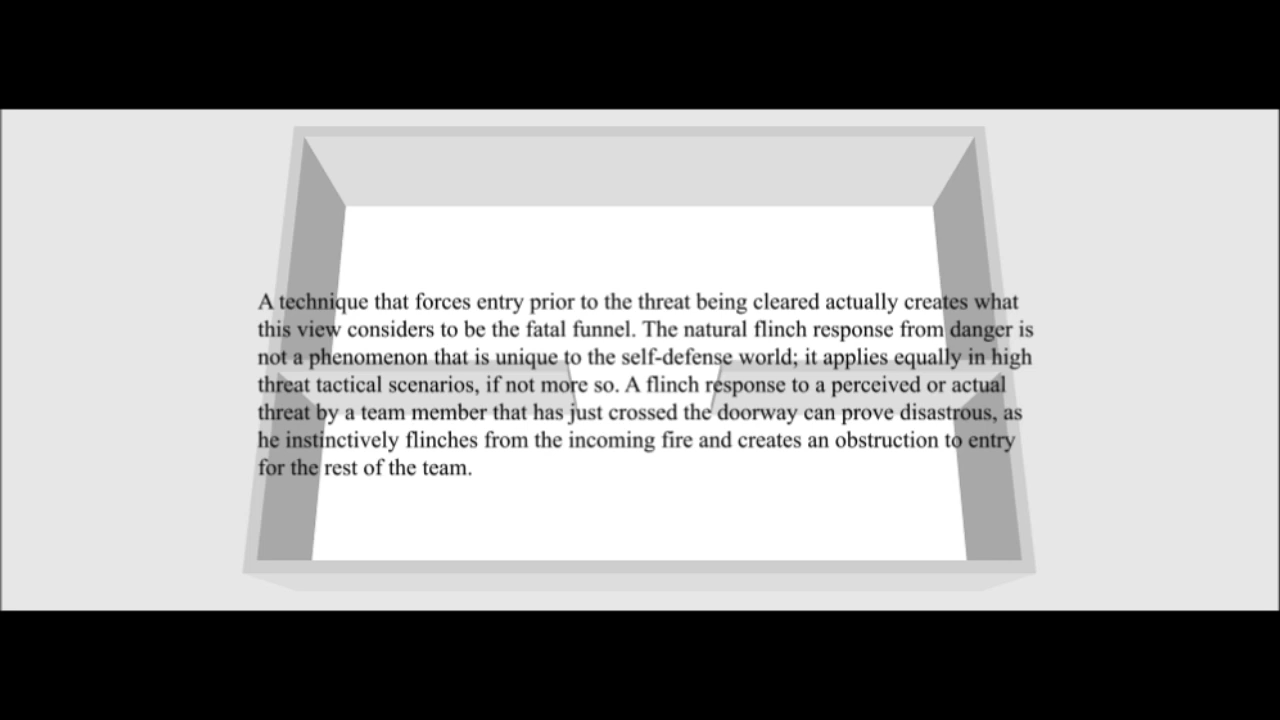 A technique that forces entry prior to the threat being cleared actually creates what
this view considers to be the fatal funnel. The natural flinch response from danger is
not a phenomenon that is unique to the self-defense world; it applies equally in high
threat tactical scenarios, if not more so. A flinch response to a perceived or actual
threat by a team member that has just crossed the doorway can prove disastrous, as
he instinctively flinches from the incoming fire and creates an obstruction to entry
for the rest of the team.